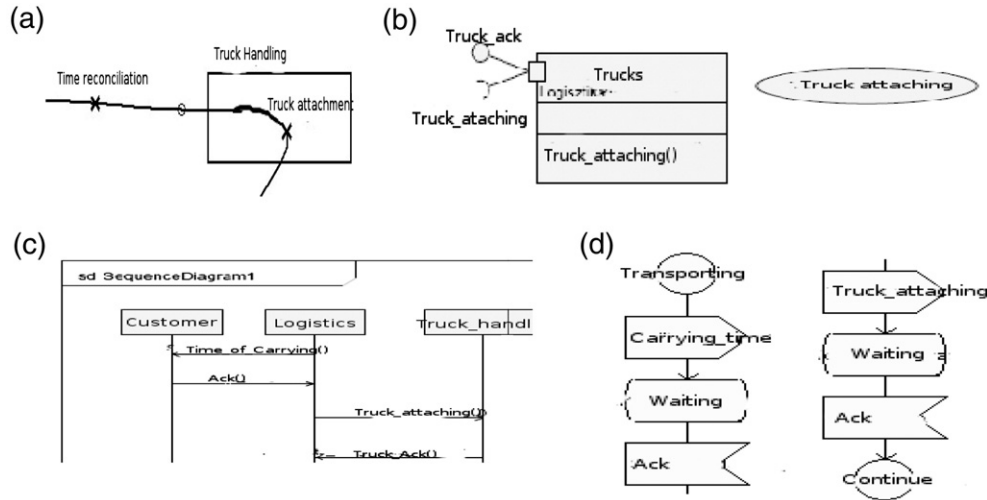 (a)
Truck Handling
Time reconciliation
Truck attachment
(b)
Truck_ack
Trucks
Truck_ataching
Truck_attaching()
Truck attaching
(c)
sd SequenceDiagram1
Customer
Logistics
Truck_handl
Time_of_Carrying()
Ack()
Truck_attaching()
Truck_Ack()
(d)
Transporting
Carrying_time
Waiting
Ack
Truck_attaching
Waiting
Ack
Continue